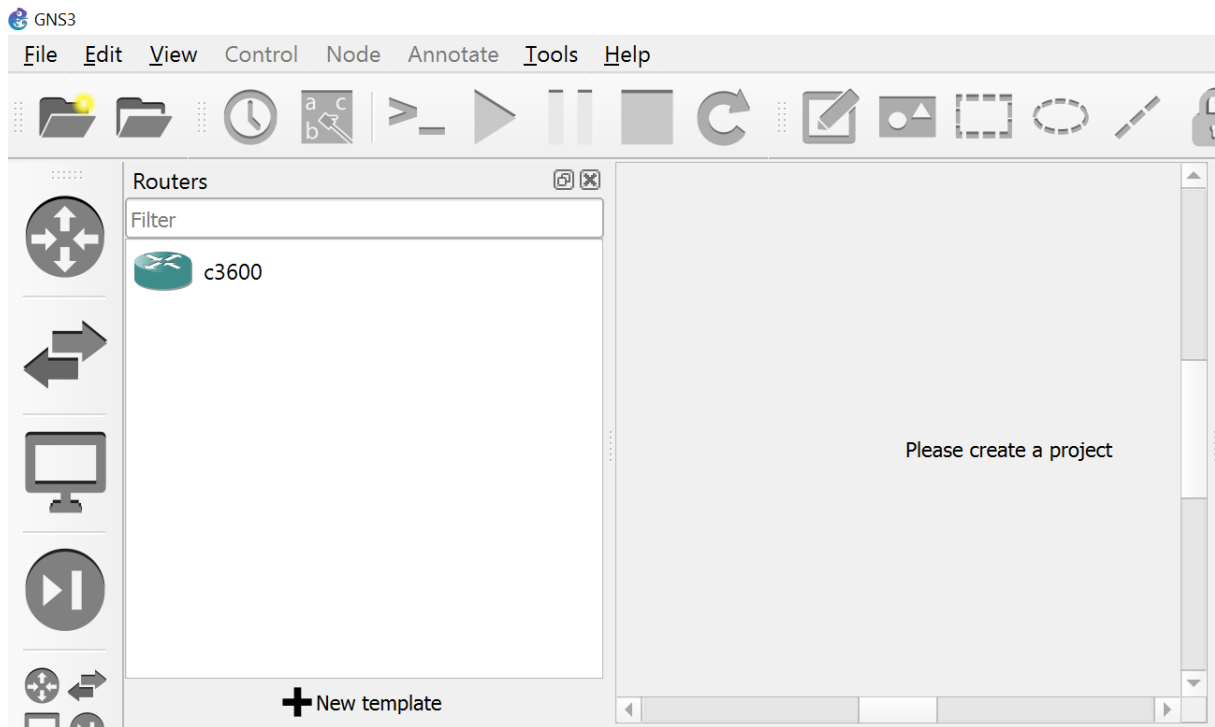 GNS3
File Edit View Control Node Annotate Tools Help
a c
b
>_
Routers
Filter
c3600
Please create a project
New template